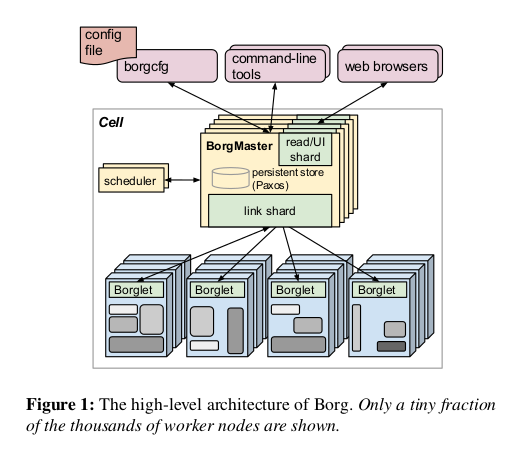 config
file
borgcfg
command-line
tools
web browsers
Cell
BorgMaster
read/UI
shard
persistent store
(Paxos)
scheduler
link shard
Borglet
Borglet
Borglet
Borglet
Figure 1: The high-level architecture of Borg. Only a tiny fraction
of the thousands of worker nodes are shown.